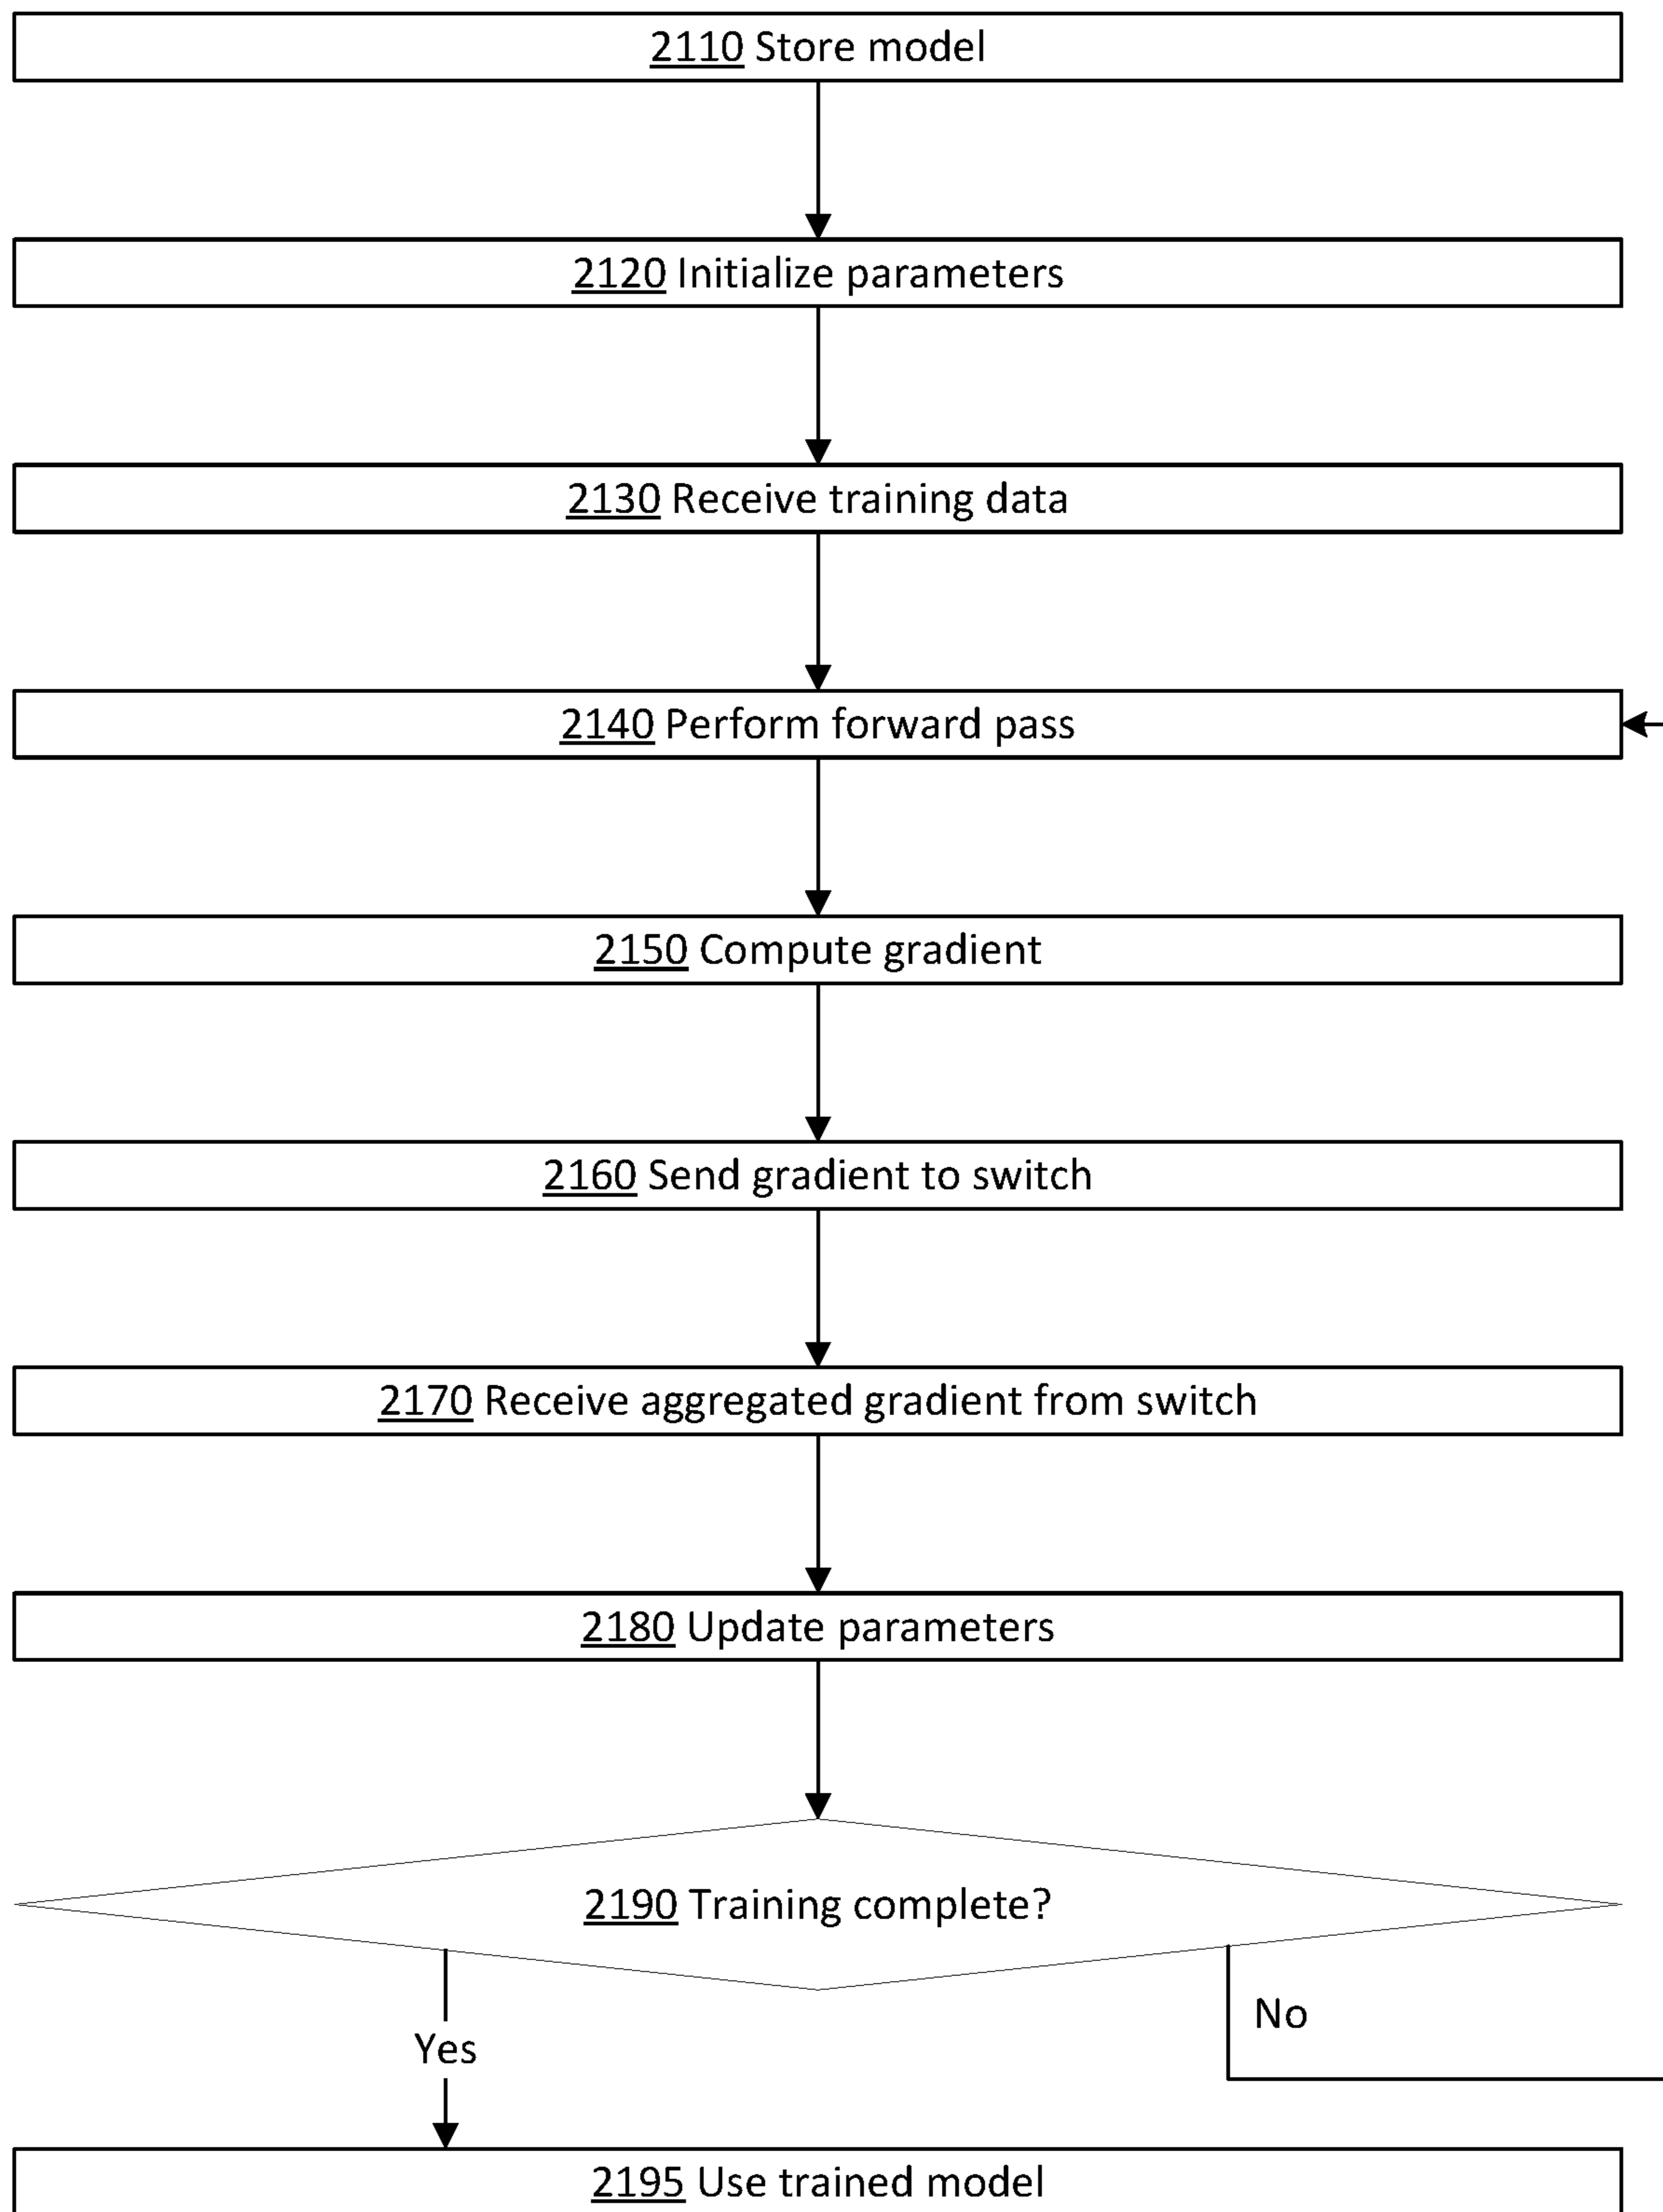 2110 Store model
2120 Initialize parameters
2130 Receive training data
2140 Perform forward pass
2150 Compute gradient
2160 Send gradient to switch
2170 Receive aggregated gradient from switch
2180 Update parameters
2190 Training complete?
No
Yes
2195 Use trained model